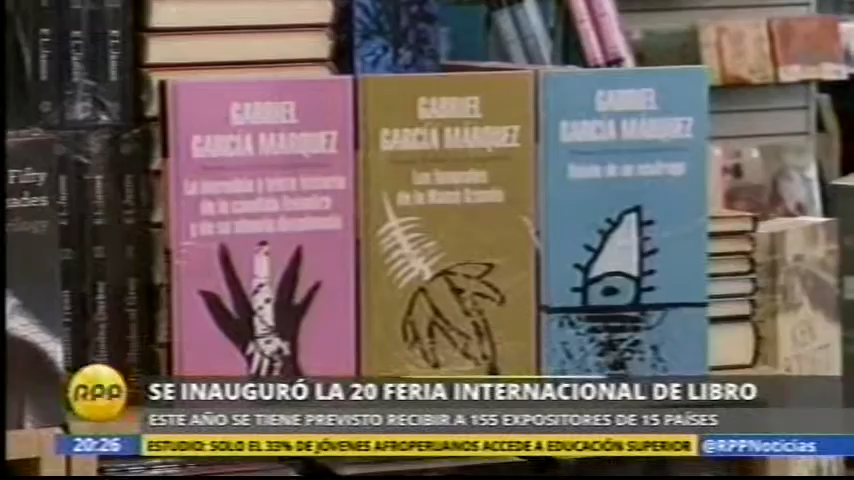 GABRIEL
GARCÍA MÁRQUEZ
La increíble y triste historia
de la cándida Eréndira
y de su abuela desalmada
GABRIEL
GARCÍA MÁRQUEZ
Los funerales
de la Mamá Grande
GABRIEL
GARCÍA MÁRQUEZ
Relato de un náufrago
Fifty
RPP
SE INAUGURÓ LA 20 FERIA INTERNACIONAL DE LIBRO
ESTE AÑO SE TIENE PREVISTO RECIBIR A 155 EXPOSITORES DE 15 PAÍSES
20:26
ESTUDIO: SOLO EL 33% DE JÓVENES AFROPERUANOS ACCEDE A EDUCACIÓN SUPERIOR
@RPPNoticias